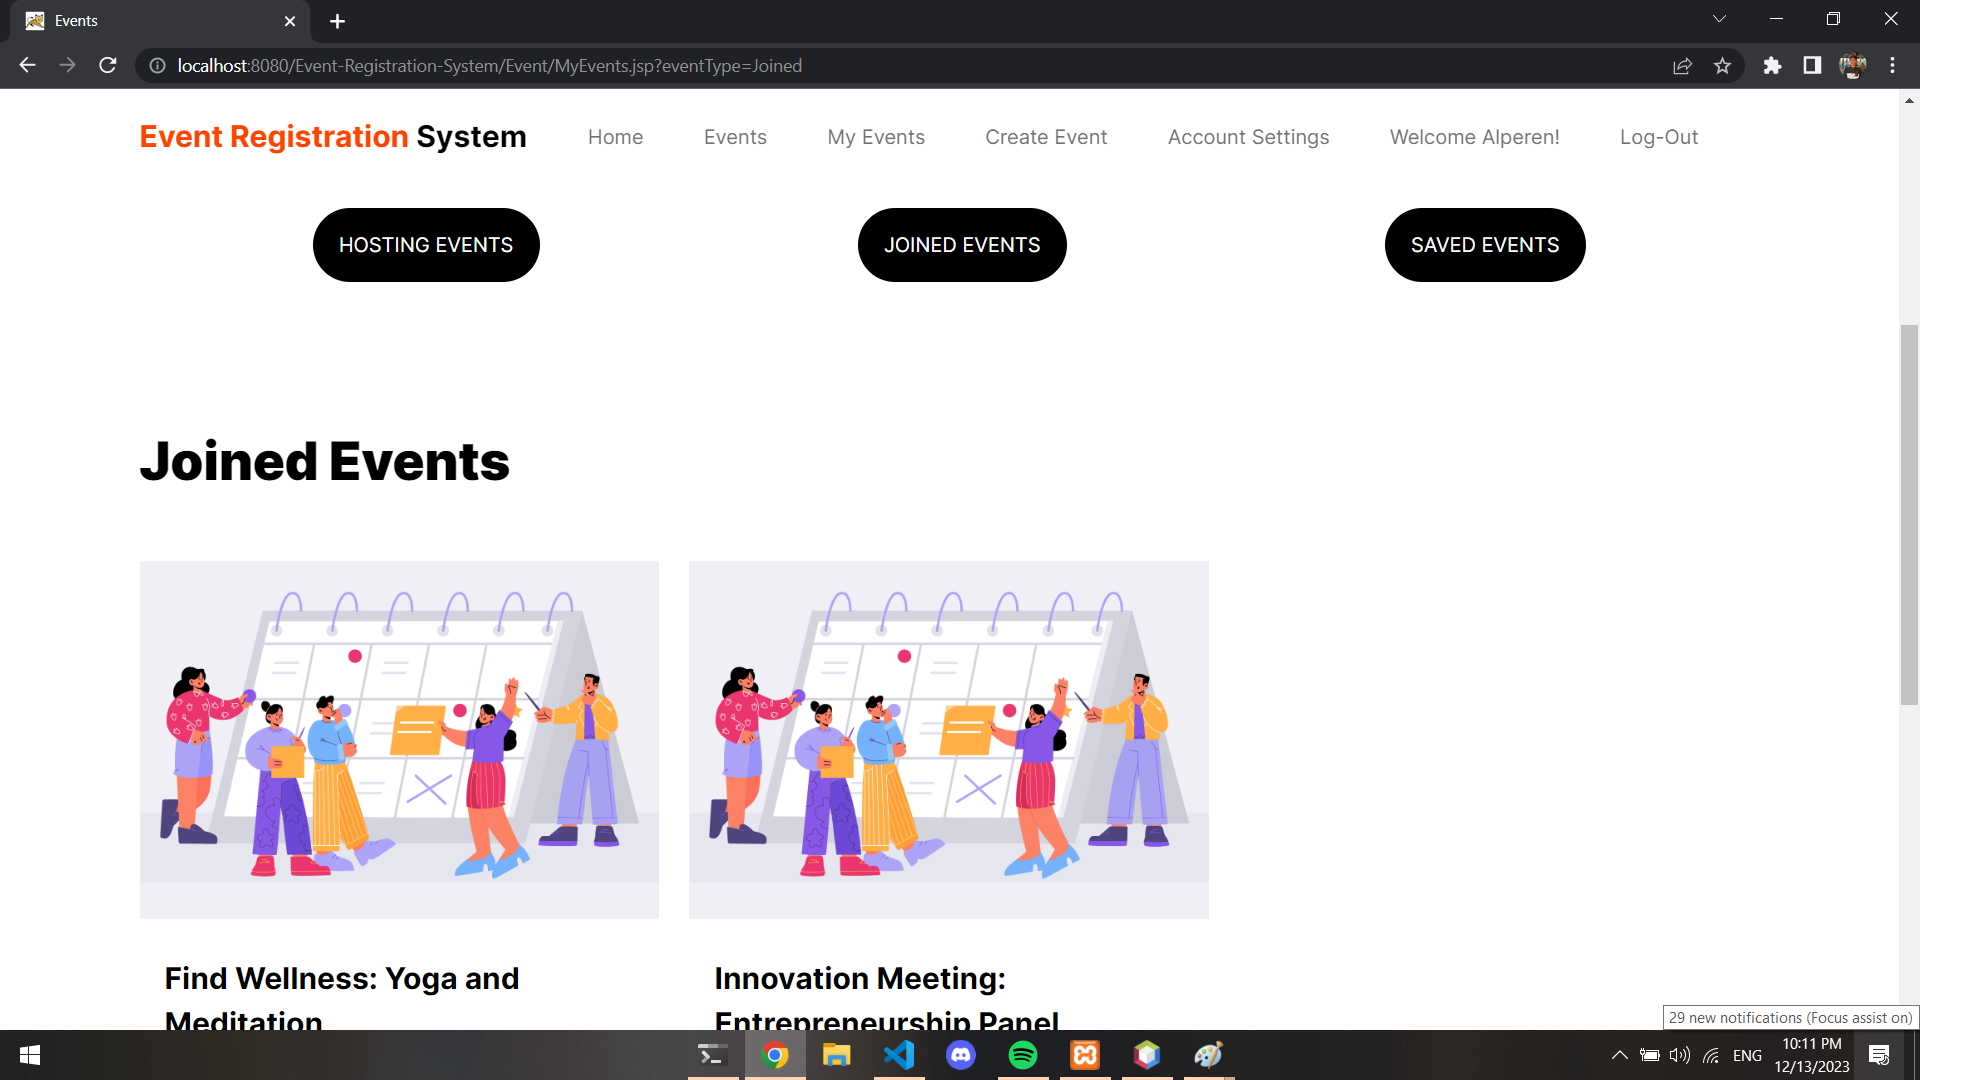 Events
localhost:8080/Event-Registration-System/Event/MyEvents.jsp?eventType=Joined
Event Registration System Home Events My Events Create Event Account Settings Welcome Alperen! Log-Out
HOSTING EVENTS JOINED EVENTS SAVED EVENTS
Joined Events
Find Wellness: Yoga and
Meditation
Innovation Meeting:
Entrepreneurship Panel
29 new notifications (Focus assist on)
ENG
10:11 PM
12/13/2023